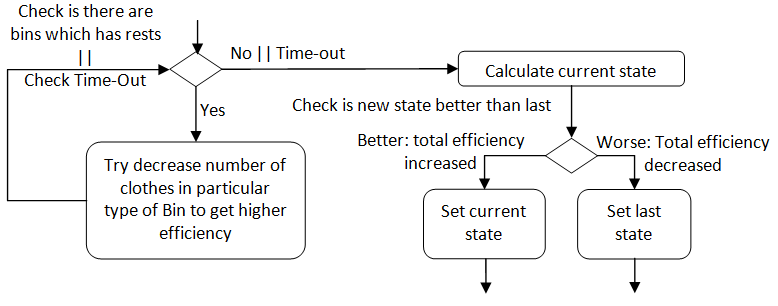 Check is there are
bins which has rests
||
Check Time-Out
No || Time-out
Yes
Try decrease number of
clothes in particular
type of Bin to get higher
efficiency
Calculate current state
Check is new state better than last
Better: total efficiency
increased
Worse: Total efficiency
decreased
Set current
state
Set last
state